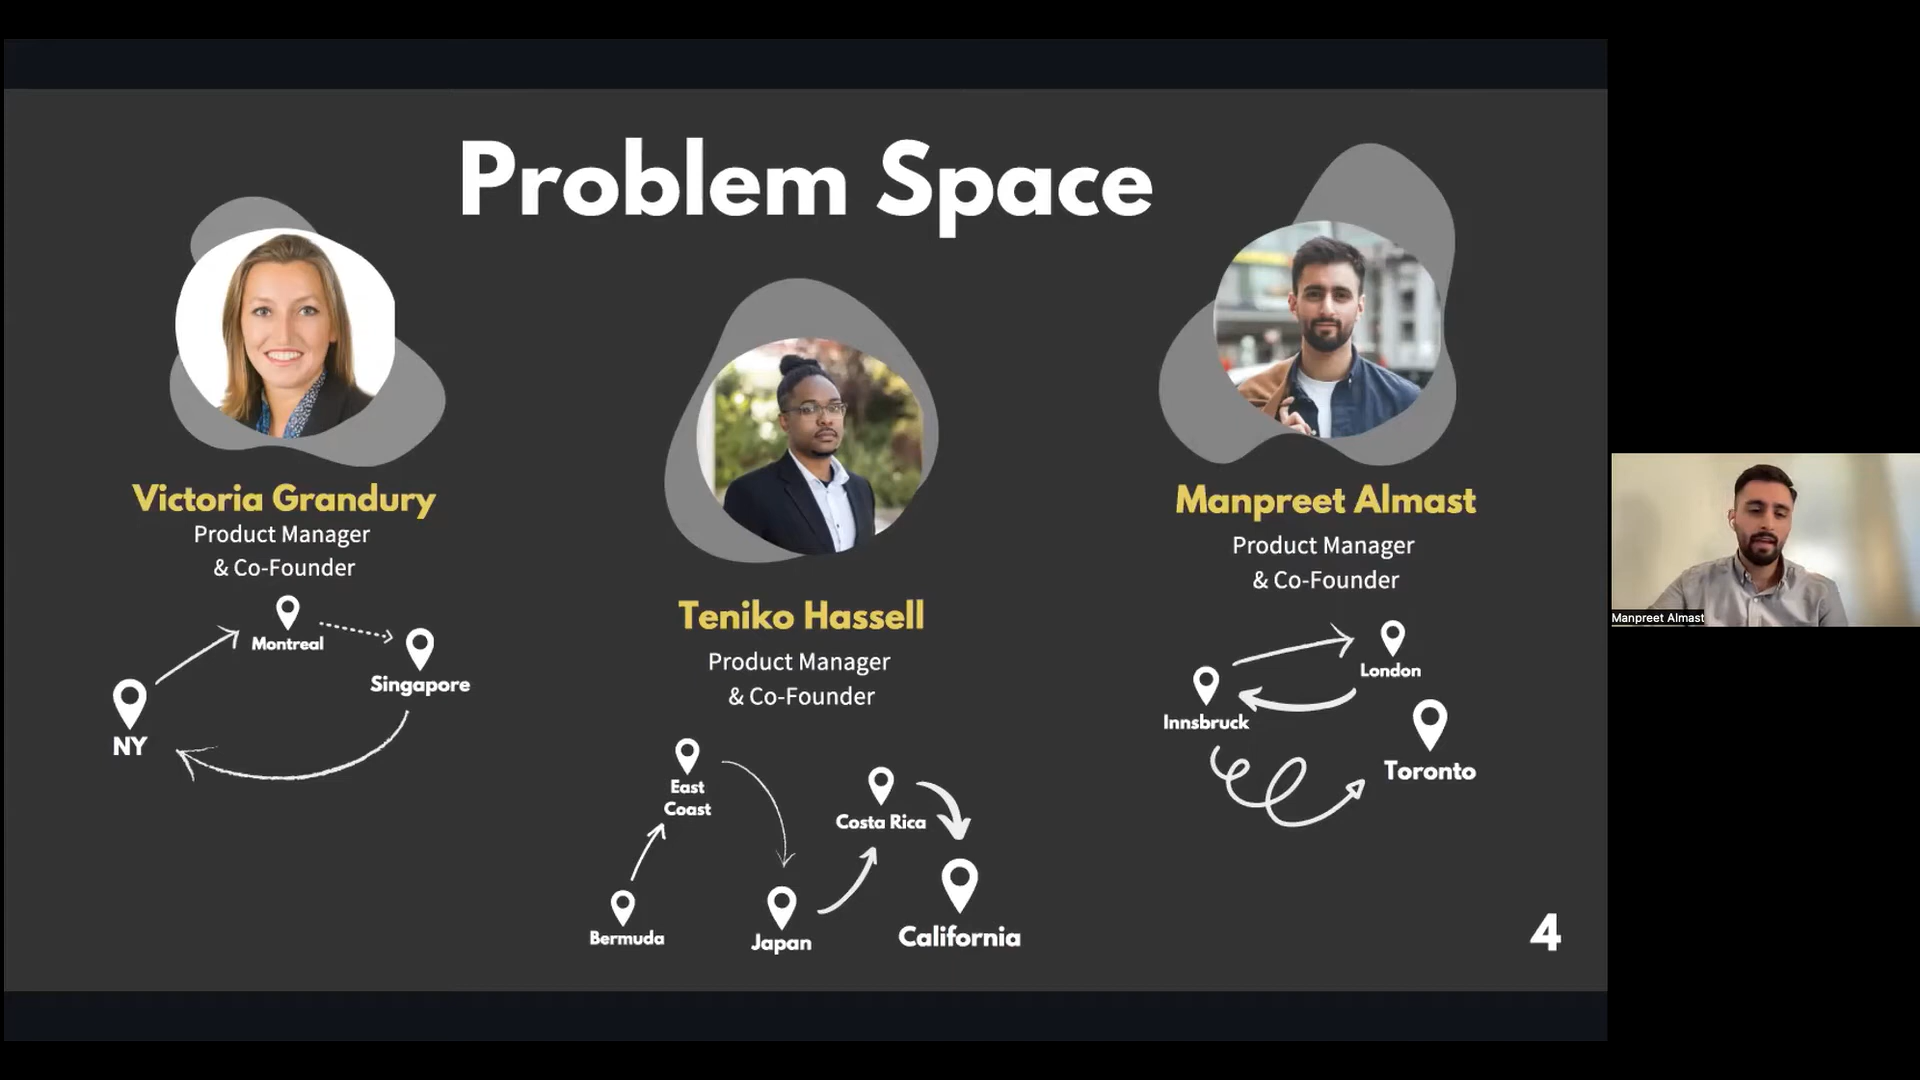 Problem Space
Victoria Grandury
Product Manager
& Co-Founder
Montreal
Singapore
NY
Teniko Hassell
Product Manager
& Co-Founder
East
Coast
Costa Rica
Bermuda
Japan
California
Manpreet Almast
Product Manager
& Co-Founder
London
Innsbruck
Toronto
4
Manpreet Almast